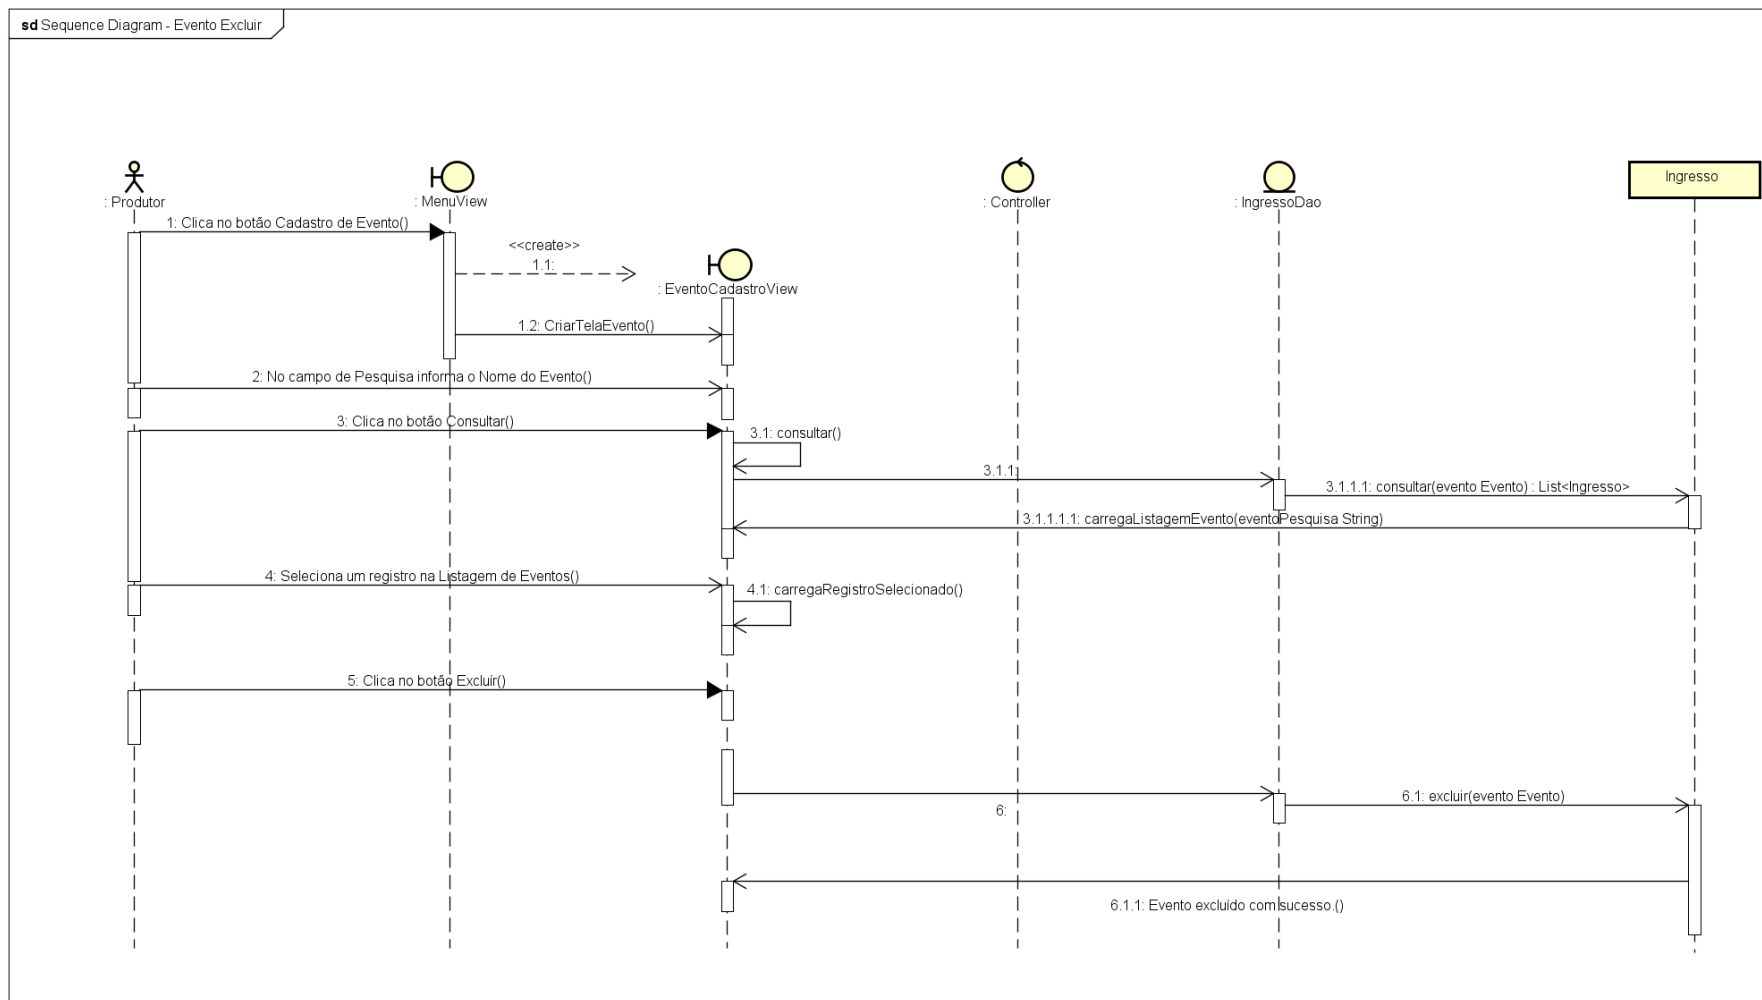 sd Sequence Diagram - Evento Excluir
: Produtor
: MenuView
: Controller
: IngressoDao
Ingresso
1: Clica no botão Cadastro de Evento()
<<create>>
1.1:
: EventoCadastroView
1.2: CriarTelaEvento()
2: No campo de Pesquisa informa o Nome do Evento()
3: Clica no botão Consultar()
3.1: consultar()
3.1.1:
3.1.1.1: consultar(evento Evento) : List<Ingresso>
3.1.1.1.1: carregaListagemEvento(eventoPesquisa String)
4: Seleciona um registro na Listagem de Eventos()
4.1: carregaRegistroSelecionado()
5: Clica no botão Excluír()
6:
6.1: excluir(evento Evento)
6.1.1: Evento excluído com sucesso.()